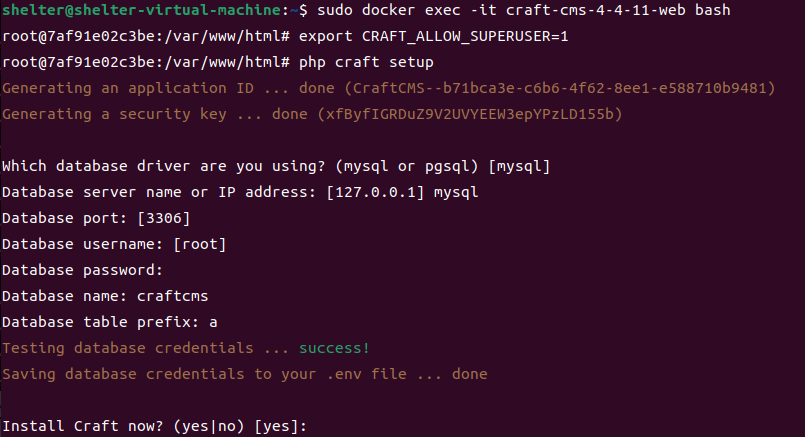 shelter@shelter-virtual-machine:~$ sudo docker exec -it craft-cms-4-4-11-web bash
root@7af91e02c3be:/var/www/html# export CRAFT_ALLOW_SUPERUSER=1
root@7af91e02c3be:/var/www/html# php craft setup
Generating an application ID ... done (CraftCMS--b71bca3e-c6b6-4f62-8ee1-e588710b9481)
Generating a security key ... done (xfByfIGRDuZ9V2UVYEEW3epYPzLD155b)
Which database driver are you using? (mysql or pgsql) [mysql]
Database server name or IP address: [127.0.0.1] mysql
Database port: [3306]
Database username: [root]
Database password:
Database name: craftcms
Database table prefix: a
Testing database credentials ... success!
Saving database credentials to your .env file ... done
Install Craft now? (yes|no) [yes]: